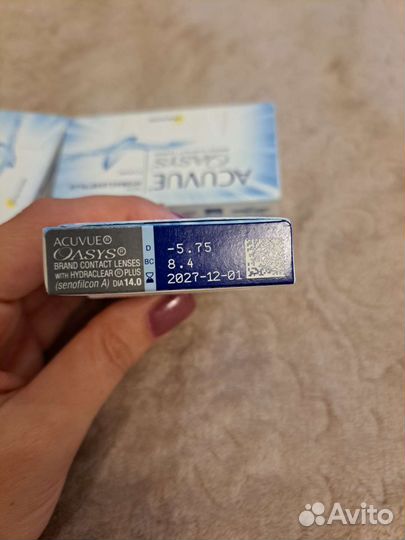 ACUVUE
OASYS
ACUVUE®
OASYS®
BRAND CONTACT LENSES
WITH HYDRACLEAR® PLUS
(senofilcon A) DIA 14.0
D -5.75
BC 8.4
2027-12-01
Avito